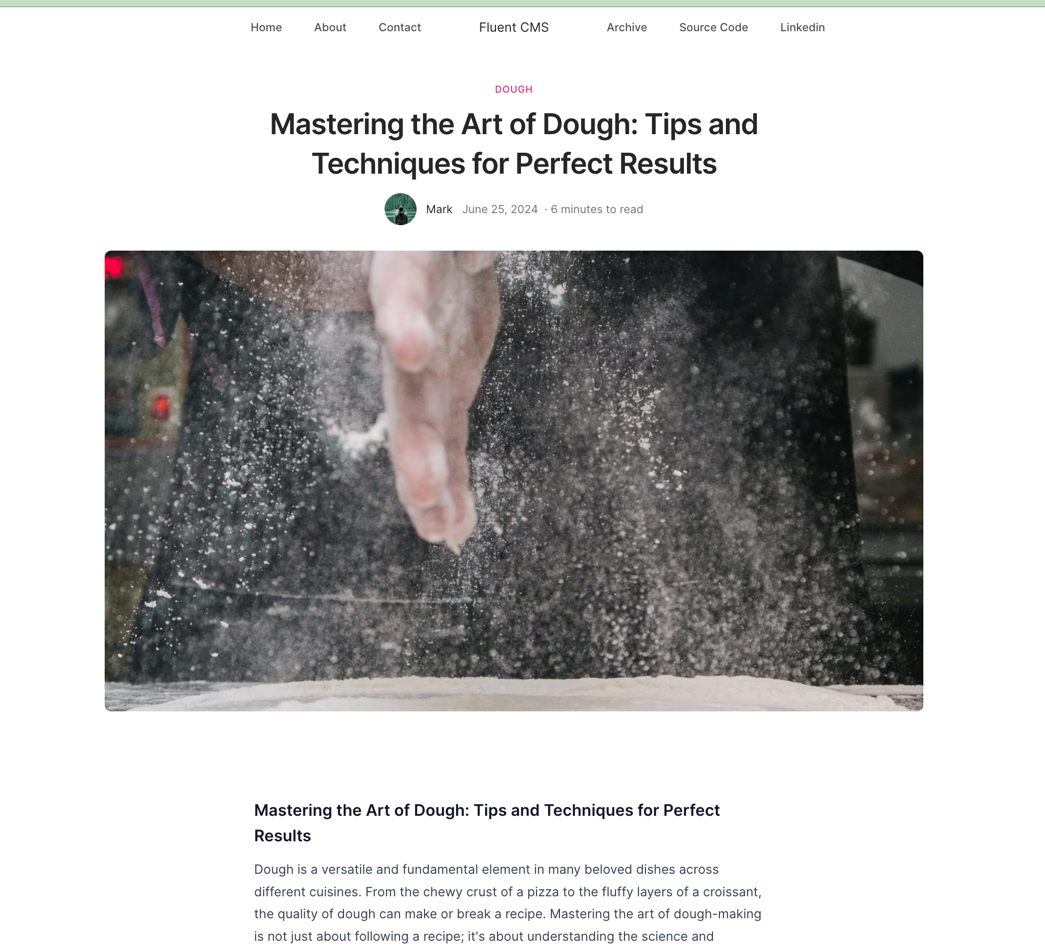 Home About Contact Fluent CMS Archive Source Code Linkedin
DOUGH
Mastering the Art of Dough: Tips and
Techniques for Perfect Results
Mark June 25, 2024 · 6 minutes to read
Mastering the Art of Dough: Tips and Techniques for Perfect
Results
Dough is a versatile and fundamental element in many beloved dishes across
different cuisines. From the chewy crust of a pizza to the fluffy layers of a croissant,
the quality of dough can make or break a recipe. Mastering the art of dough-making
is not just about following a recipe; it's about understanding the science and